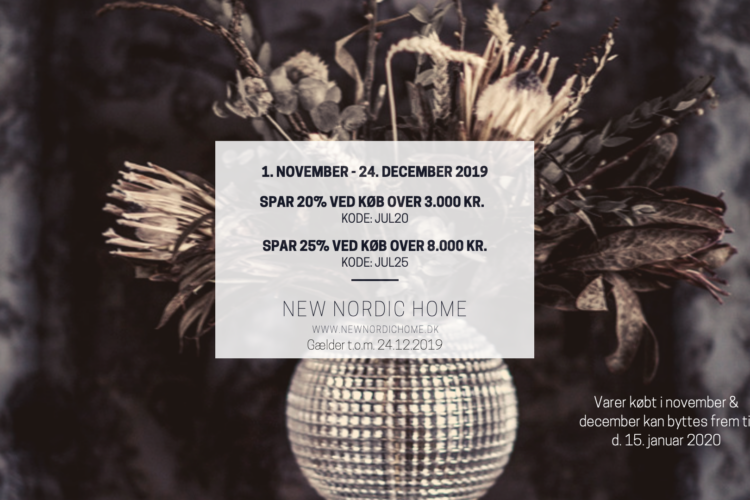 1. NOVEMBER - 24. DECEMBER 2019
SPAR 20% VED KØB OVER 3.000 KR.
KODE: JUL20
SPAR 25% VED KØB OVER 8.000 KR.
KODE: JUL25
NEW NORDIC HOME
WWW.NEWNORDICHOME.DK
Gælder t.o.m. 24.12.2019
Varer købt i november &
december kan byttes frem ti
d. 15. januar 2020